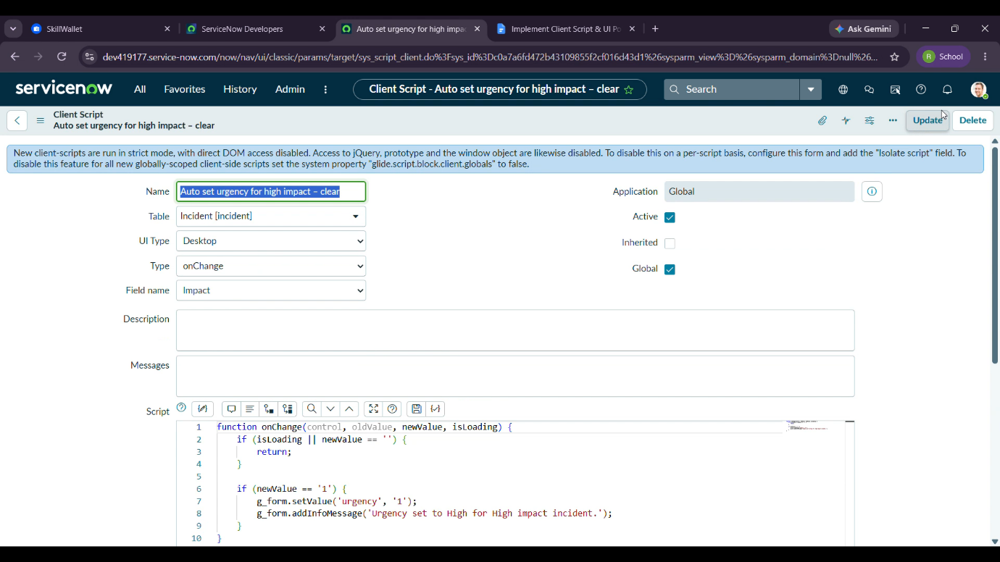 SkillWallet
ServiceNow Developers
Auto set urgency for high impac
Implement Client Script & UI Po
Ask Gemini
dev419177.service-now.com/now/nav/ui/classic/params/target/sys_script_client.do%3Fsys_id%3Dc0a7a6fd472b43109855f2cf016d43d1%26sysparm_view%3D%26sysparm_domain%3Dnull%26...
R School
servicenow
All Favorites History Admin
Client Script - Auto set urgency for high impact – clear
Search
Client Script
Auto set urgency for high impact – clear
Update
Delete
New client-scripts are run in strict mode, with direct DOM access disabled. Access to jQuery, prototype and the window object are likewise disabled. To disable this on a per-script basis, configure this form and add the "Isolate script" field. To
disable this feature for all new globally-scoped client-side scripts set the system property "glide.script.block.client.globals" to false.
Name Auto set urgency for high impact – clear
Application Global
Table Incident [incident]
Active
UI Type Desktop
Inherited
Type onChange
Global
Field name Impact
Description
Messages
Script
1 function onChange(control, oldValue, newValue, isLoading) {
2 if (isLoading || newValue == '') {
3 return;
4 }
5
6 if (newValue == '1') {
7 g_form.setValue('urgency', '1');
8 g_form.addInfoMessage('Urgency set to High for High impact incident.');
9 }
10 }